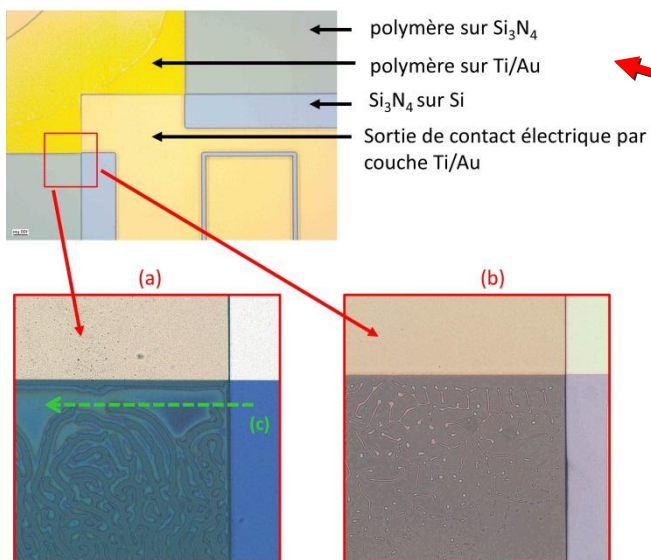 polymère sur Si₃N₄
polymère sur Ti/Au
Si₃N₄ sur Si
Sortie de contact électrique par
couche Ti/Au
(a)
(b)
(c)